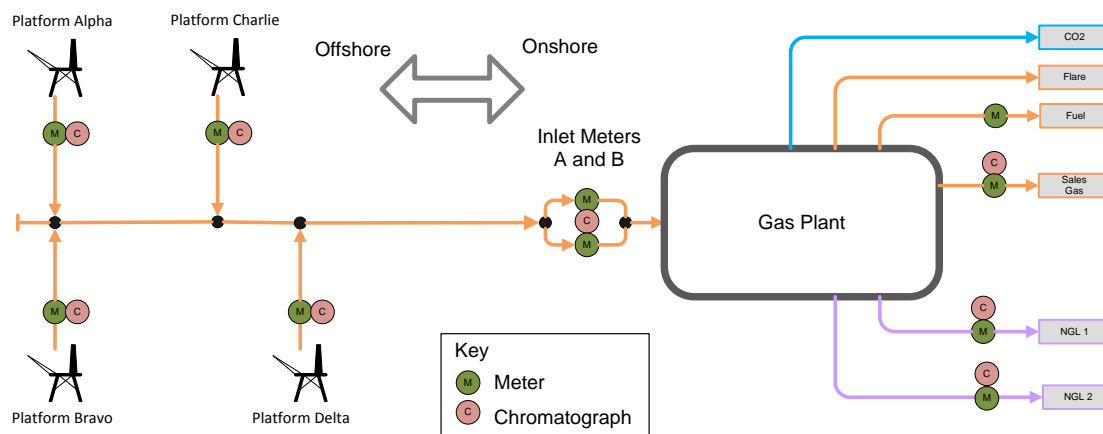 Platform Alpha
Platform Charlie
Offshore
Onshore
CO2
Flare
M
Fuel
M C
M C
Inlet Meters
A and B
C
M
Sales
Gas
M
C
M
Gas Plant
M C
M C
C
M
NGL 1
Key
M Meter
C Chromatograph
C
M
NGL 2
Platform Bravo
Platform Delta